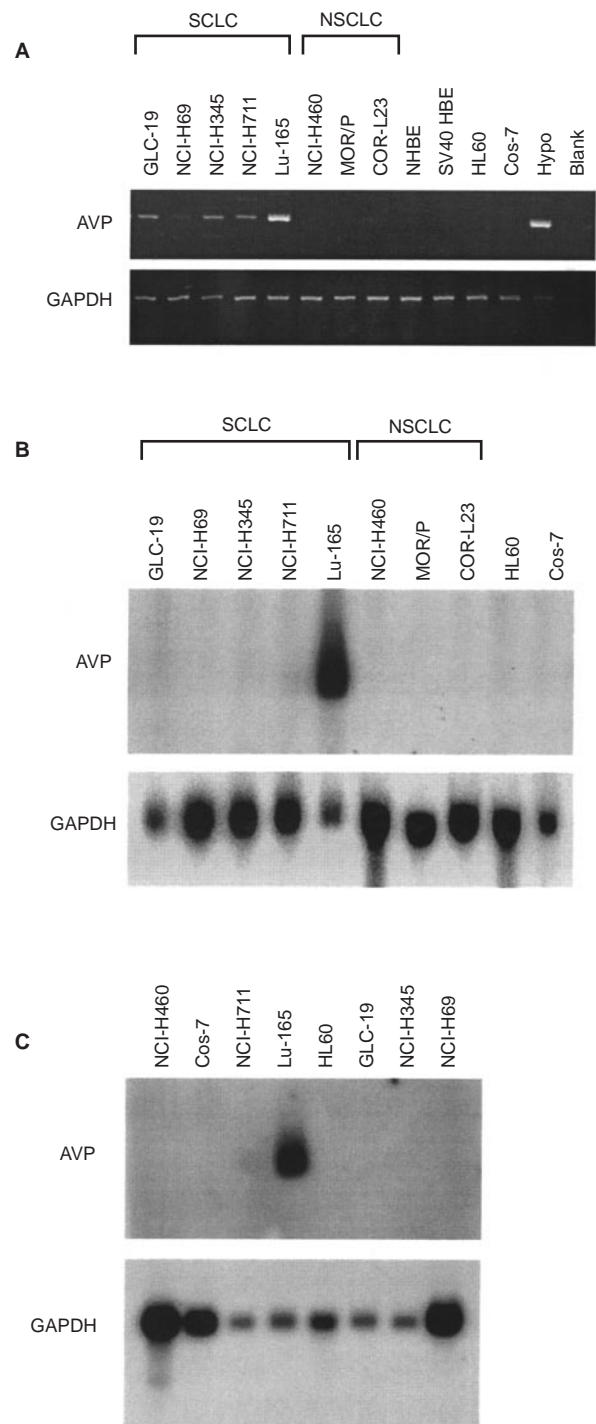 A
SCLC
NSCLC
GLC-19
NCI-H69
NCI-H345
NCI-H711
Lu-165
NCI-H460
MOR/P
COR-L23
NHBE
SV40 HBE
HL60
Cos-7
Hypo
Blank
AVP
GAPDH
B
SCLC
NSCLC
GLC-19
NCI-H69
NCI-H345
NCI-H711
Lu-165
NCI-H460
MOR/P
COR-L23
HL60
Cos-7
AVP
GAPDH
C
NCI-H460
Cos-7
NCI-H711
Lu-165
HL60
GLC-19
NCI-H345
NCI-H69
AVP
GAPDH